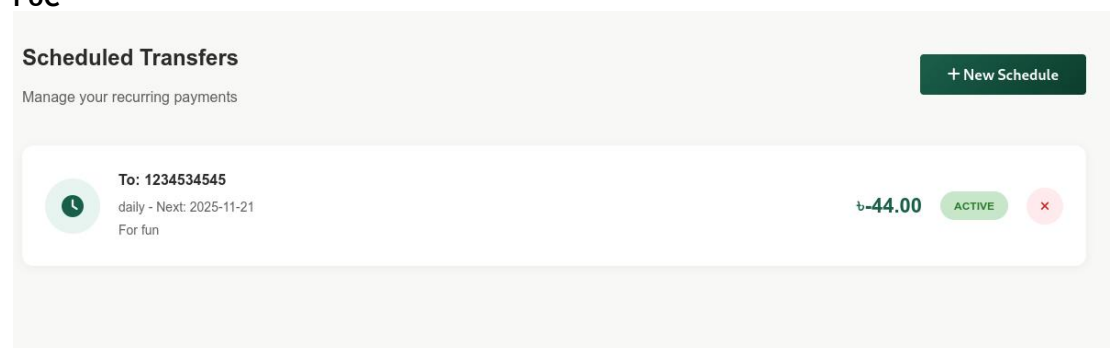 PoC
Scheduled Transfers
+ New Schedule
Manage your recurring payments
To: 1234534545
daily - Next: 2025-11-21
৳-44.00 ACTIVE ×
For fun